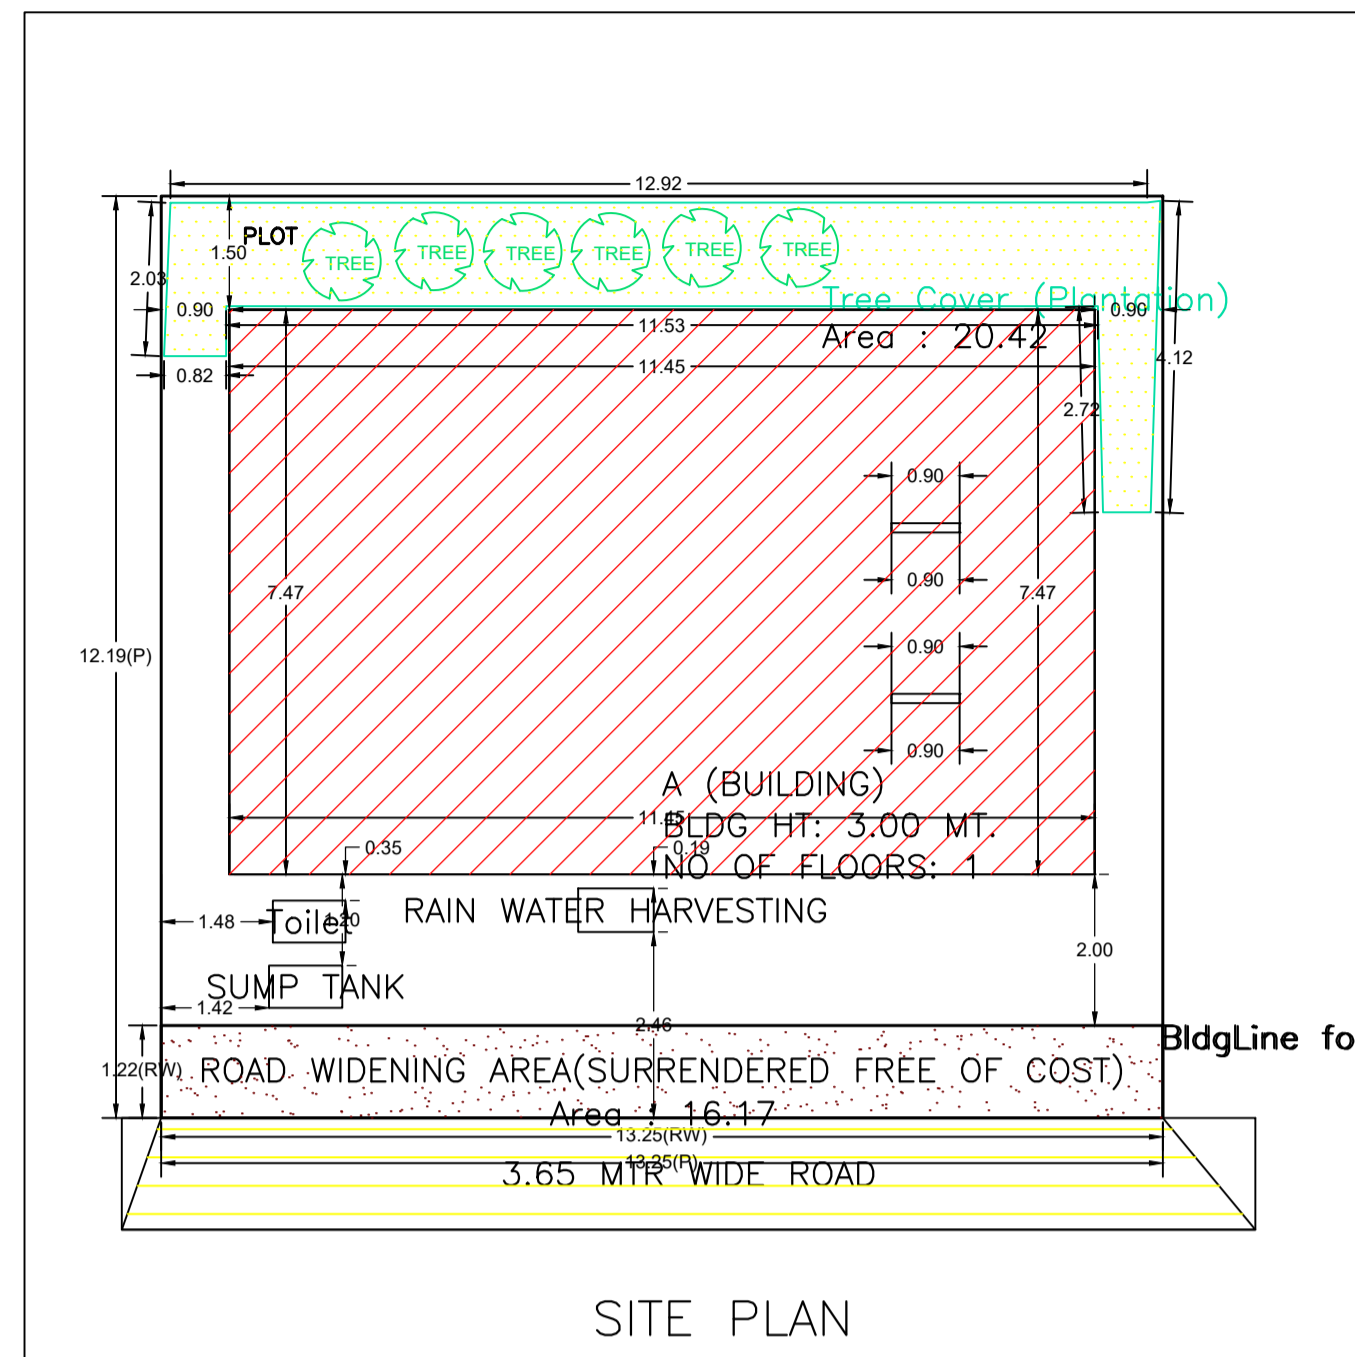 12.92
PLOT
1.50
TREE
TREE
TREE
TREE
TREE
TREE
2.03
0.90
Tree Cover (Plantation)
0.90
11.53
Area : 20.42
4.12
0.82
11.45
2.72
0.90
0.90
7.47
7.47
0.90
12.19(P)
0.90
A (BUILDING)
11.45
BLDG HT: 3.00 MT.
0.35
0.19
NO OF FLOORS: 1
1.48
Toilet
1.20
RAIN WATER HARVESTING
2.00
SUMP TANK
1.42
2.46
BldgLine fo
1.22(RW)
ROAD WIDENING AREA(SURRENDERED FREE OF COST)
Area : 16.17
13.25(RW)
13.25(P)
3.65 MTR WIDE ROAD
SITE PLAN